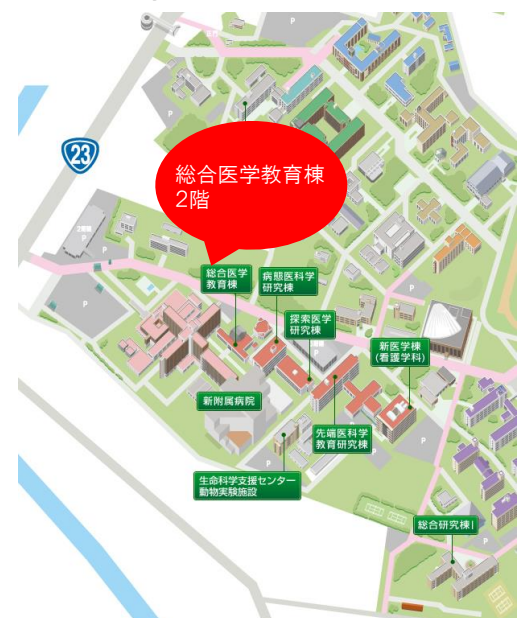 23
総合医学教育棟
2階
総合医学
教育棟
病態医科学
研究棟
探索医学
研究棟
新医学棟
(看護学科)
新附属病院
先端医科学
教育研究棟
生命科学支援センター
動物実験施設
総合研究棟Ⅰ
P
P
P
P
P
P
P
P